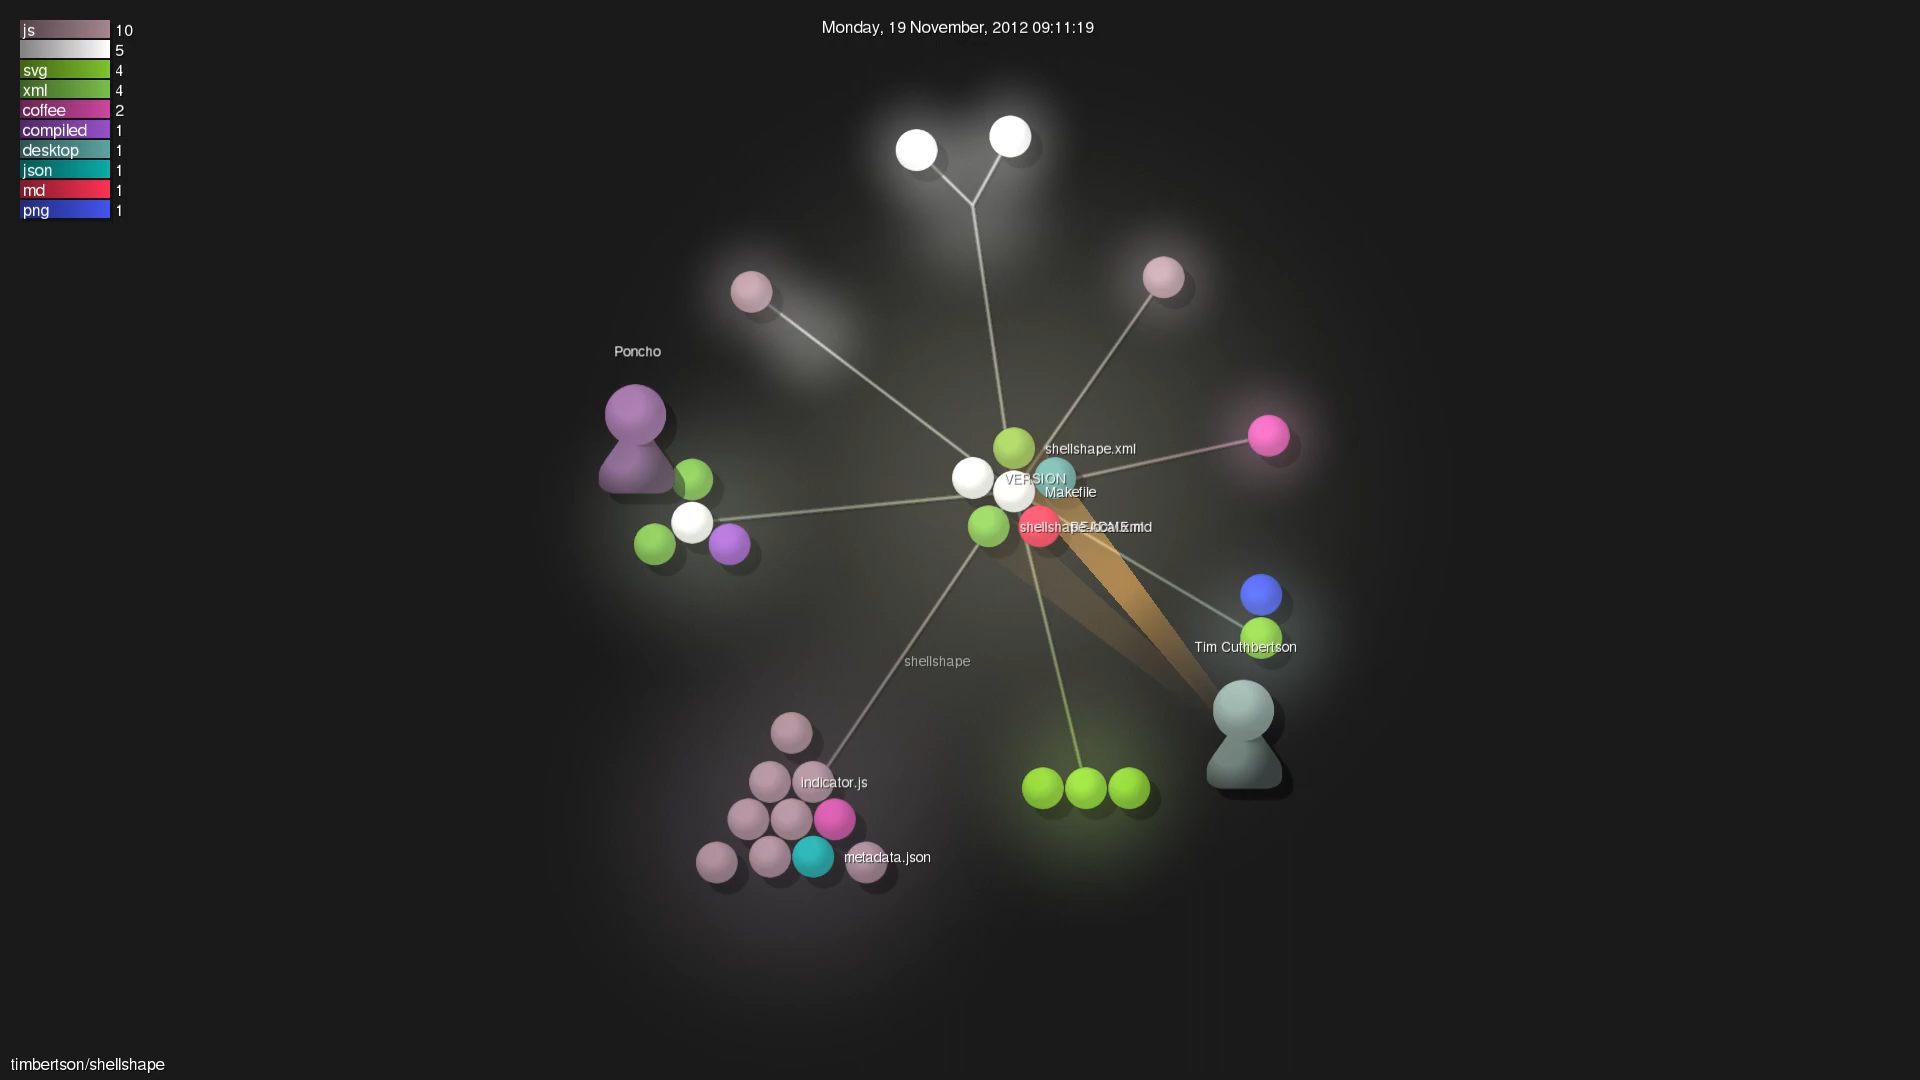 Monday, 19 November, 2012 09:11:19
js 10
5
svg 4
xml 4
coffee 2
compiled 1
desktop 1
json 1
md 1
png 1
Poncho
shellshape.xml
VERSION
Makefile
Tim Cuthbertson
shellshape
indicator.js
metadata.json
timbertson/shellshape